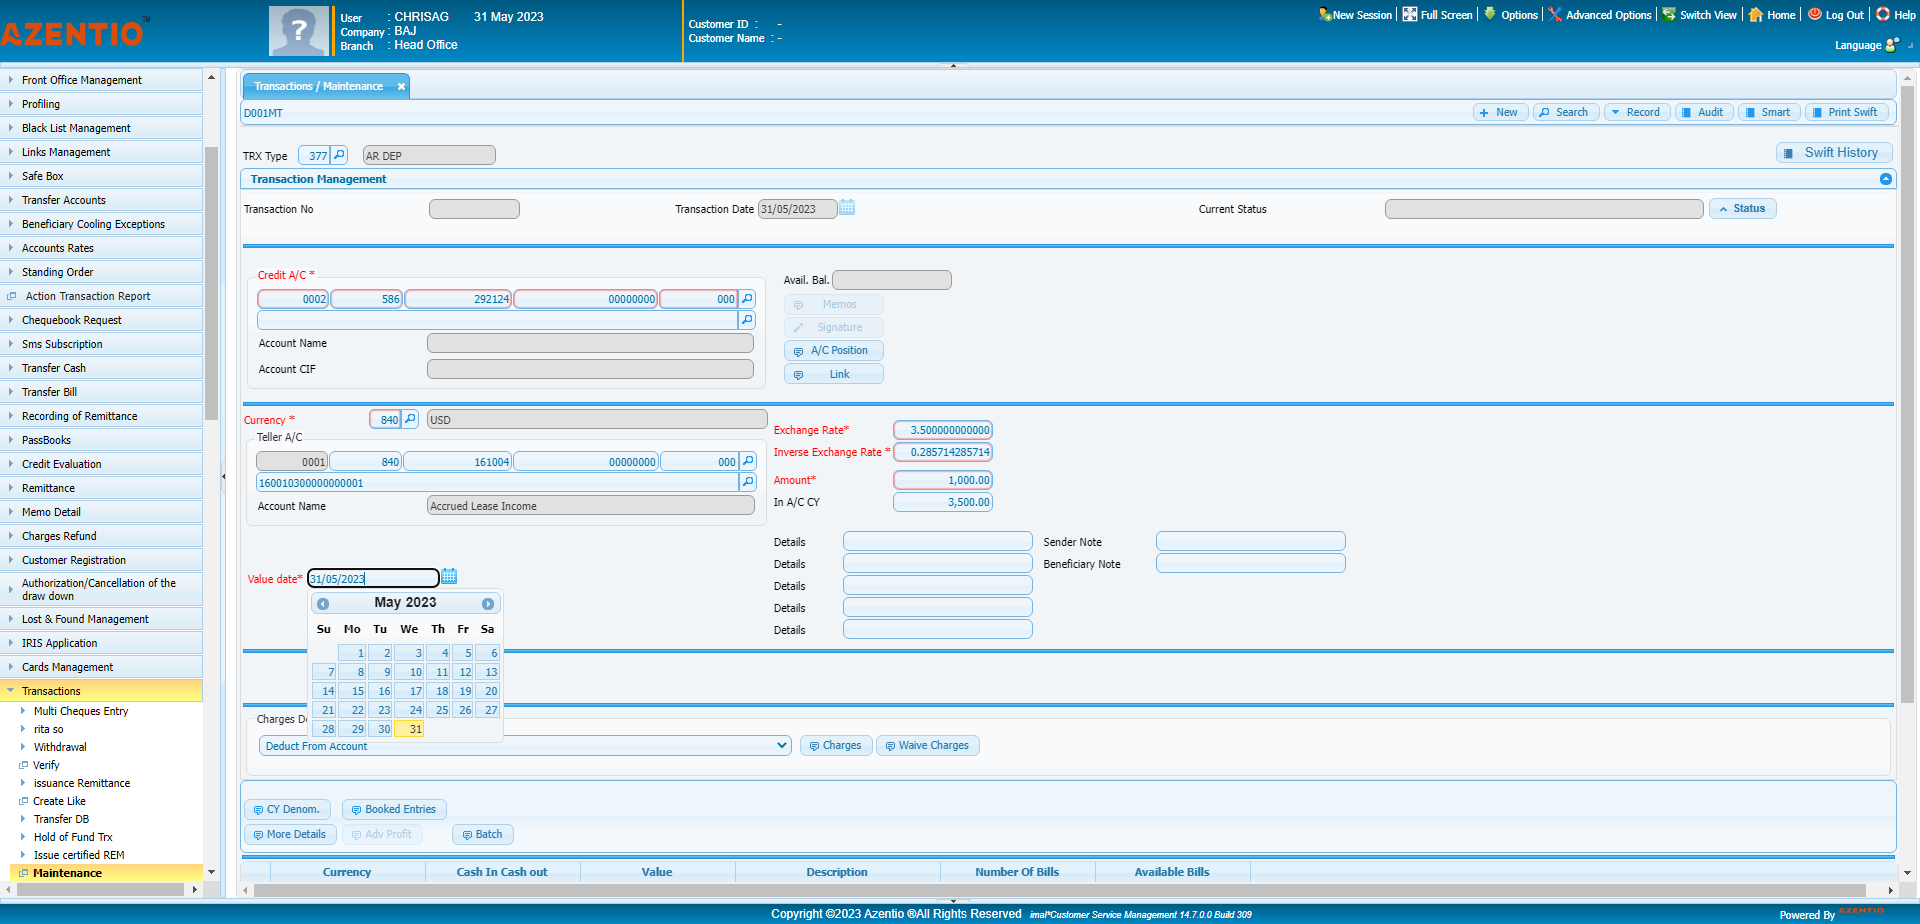 AZENTIO™
User : CHRISAG 31 May 2023
Company : BAJ
Branch : Head Office
Customer ID : -
Customer Name : -
New Session Full Screen Options Advanced Options Switch View Home Log Out Help
Language
Front Office Management
Profiling
Black List Management
Links Management
Safe Box
Transfer Accounts
Beneficiary Cooling Exceptions
Accounts Rates
Standing Order
Action Transaction Report
Chequebook Request
Sms Subscription
Transfer Cash
Transfer Bill
Recording of Remittance
PassBooks
Credit Evaluation
Remittance
Memo Detail
Charges Refund
Customer Registration
Authorization/Cancellation of the
draw down
Lost & Found Management
IRIS Application
Cards Management
Transactions
Multi Cheques Entry
rita so
Withdrawal
Verify
issuance Remittance
Create Like
Transfer DB
Hold of Fund Trx
Issue certified REM
Maintenance
Transactions / Maintenance
D001MT
New Search Record Audit Smart Print Swift
TRX Type 377 AR DEP
Swift History
Transaction Management
Transaction No Transaction Date 31/05/2023 Current Status Status
Credit A/C *
0002 586 292124 00000000 000
Account Name
Account CIF
Avail. Bal.
Memos
Signature
A/C Position
Link
Currency * 840 USD
Teller A/C
0001 840 161004 00000000 000
160010300000000001
Account Name Accrued Lease Income
Exchange Rate* 3.500000000000
Inverse Exchange Rate * 0.285714285714
Amount* 1,000.00
In A/C CY 3,500.00
Details Sender Note
Details Beneficiary Note
Details
Details
Details
Value date* 31/05/2023
May 2023
Su Mo Tu We Th Fr Sa
1 2 3 4 5 6
7 8 9 10 11 12 13
14 15 16 17 18 19 20
21 22 23 24 25 26 27
28 29 30 31
Charges D
Deduct From Account Charges Waive Charges
CY Denom. Booked Entries
More Details Adv Profit Batch
Currency Cash In Cash out Value Description Number Of Bills Available Bills
Copyright ©2023 Azentio ®All Rights Reserved imal*Customer Service Management 14.7.0.0 Build 309
Powered By AZENTIO